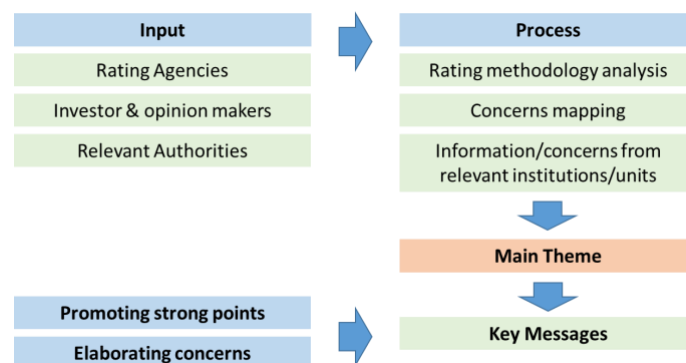 Input
Process
Rating Agencies
Rating methodology analysis
Investor & opinion makers
Concerns mapping
Relevant Authorities
Information/concerns from
relevant institutions/units
Main Theme
Promoting strong points
Key Messages
Elaborating concerns